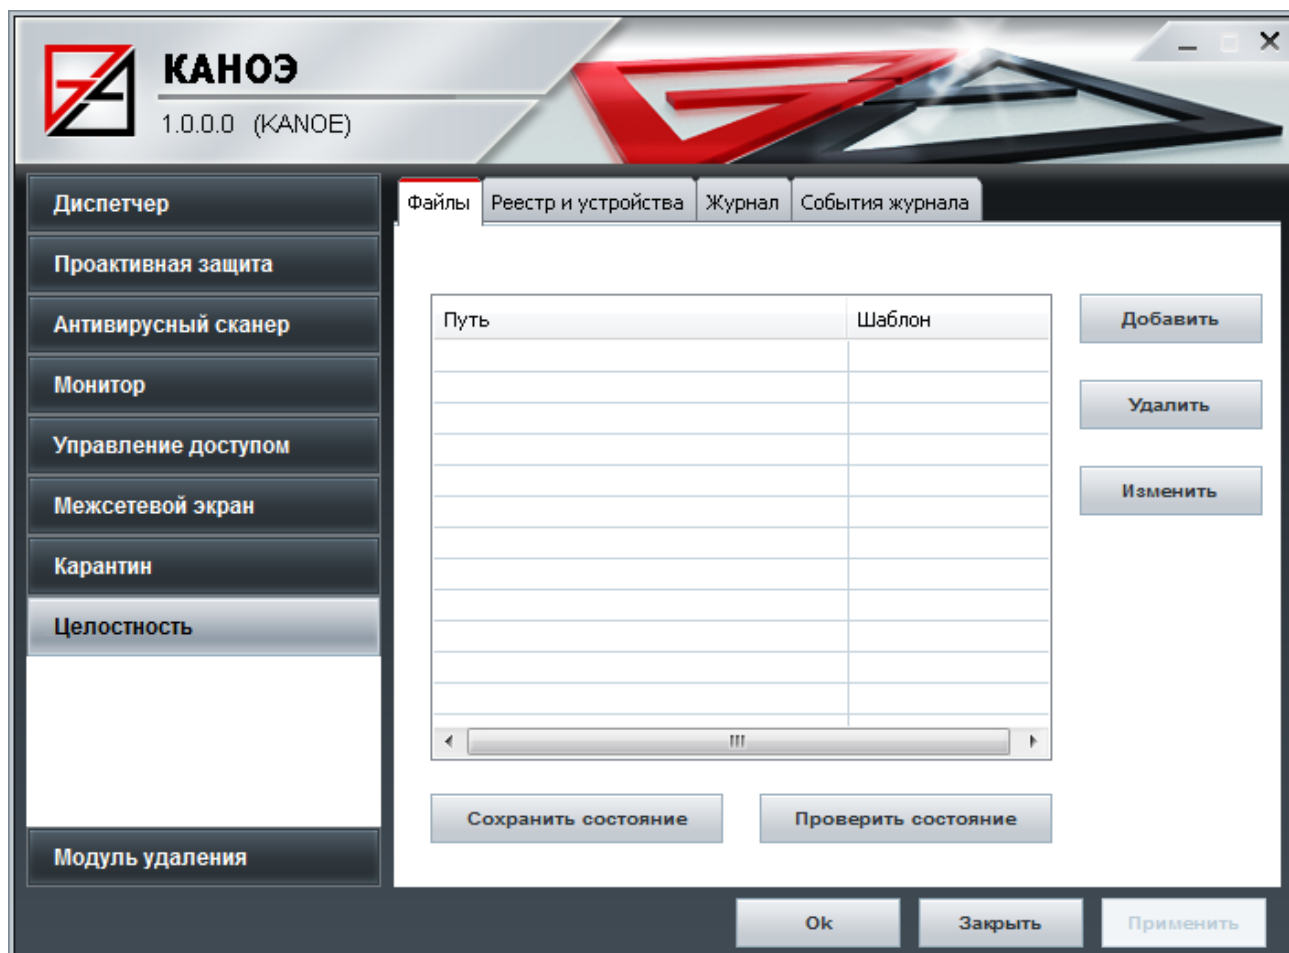 КАНОЭ
1.0.0.0 (KANOE)
Диспетчер
Проактивная защита
Антивирусный сканер
Монитор
Управление доступом
Межсетевой экран
Карантин
Целостность
Модуль удаления
Файлы Реестр и устройства Журнал События журнала
Путь Шаблон
Добавить
Удалить
Изменить
Сохранить состояние Проверить состояние
Ok Закрыть Применить